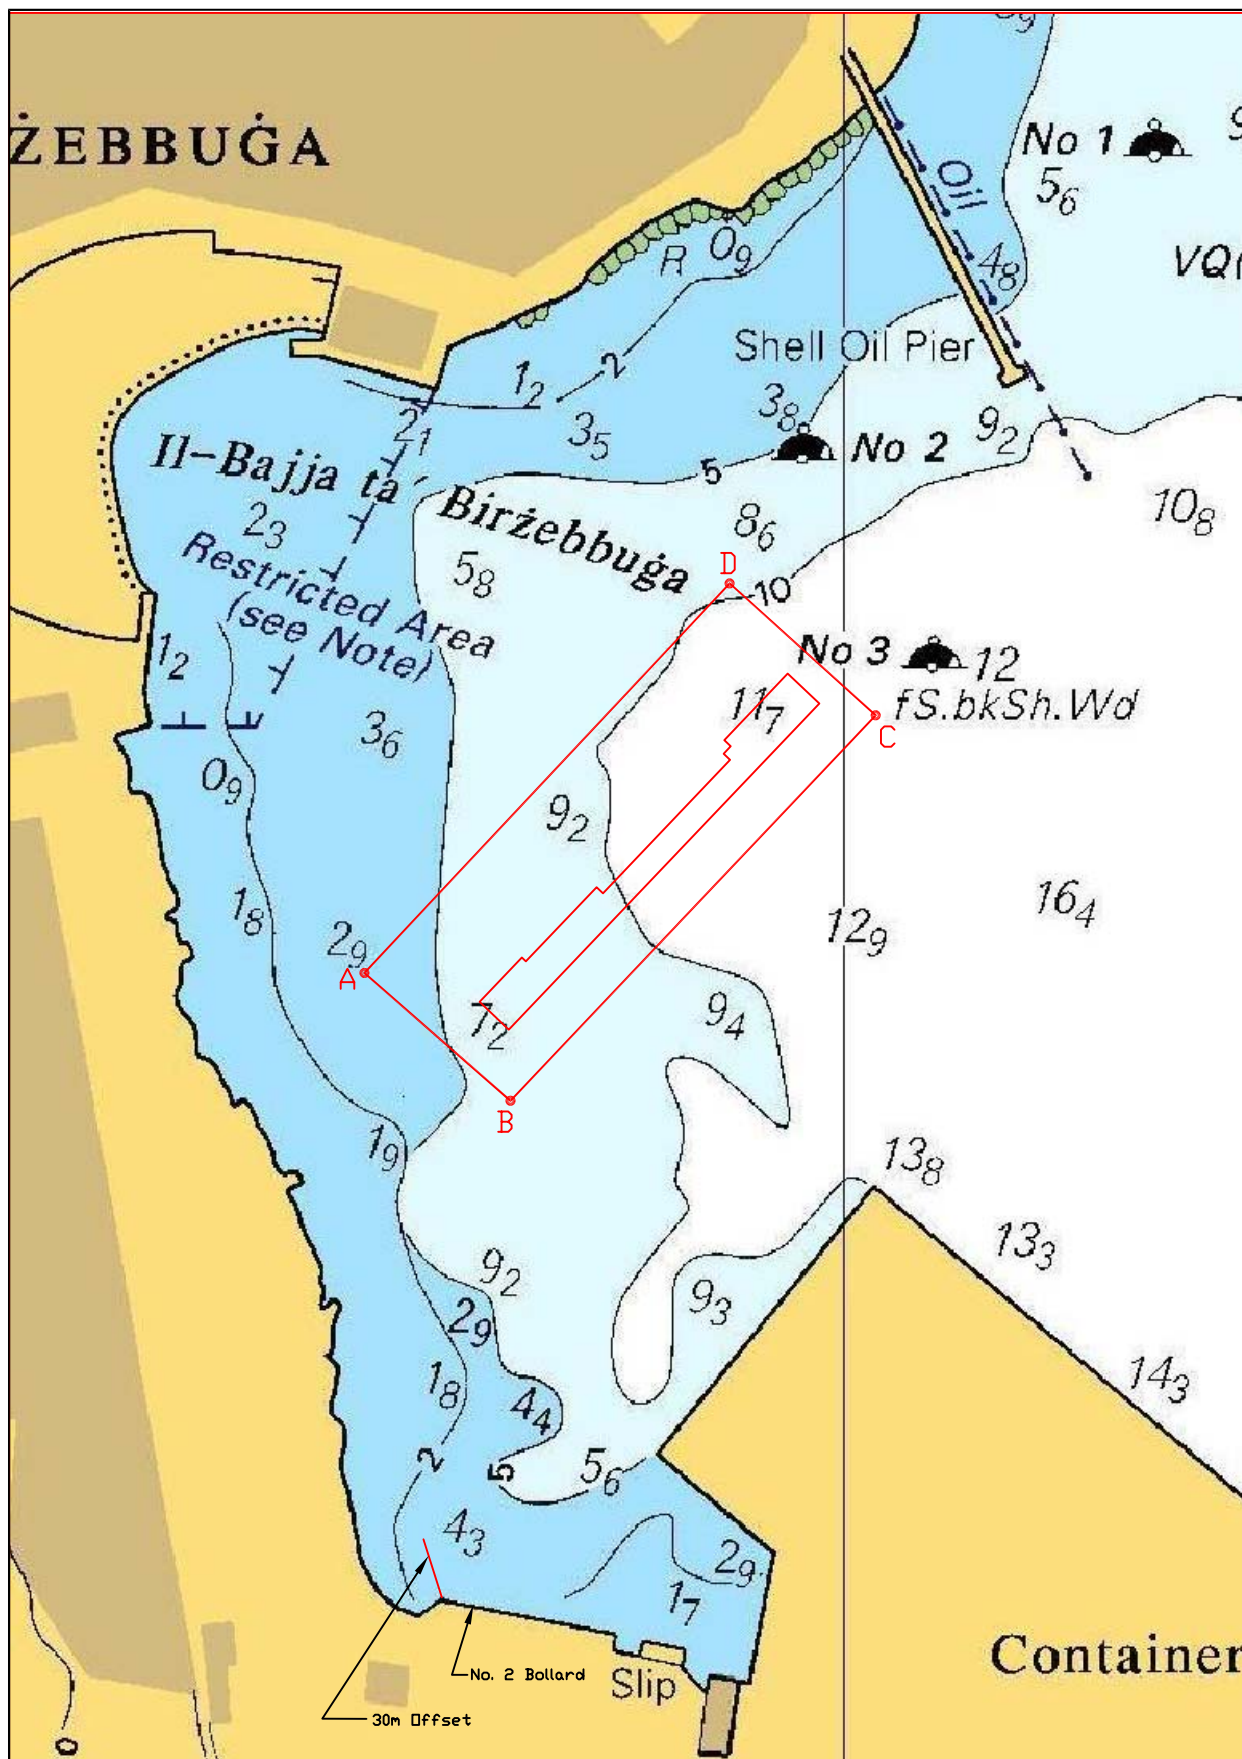 ŻEBBUĠA
No 1
5₆
Oil
4₈
VQ(
R
0₉
Shell Oil Pier
1₂
2
3₅
3₈
9₂
2₁
No 2
5
Il-Bajja ta' Birżebbuġa
2₃
8₆
10₈
5₈
Restricted Area
(see Note)
D
10
1₂
No 3
12
fS.bkSh.Wd
11₇
C
3₆
0₉
9₂
1₈
16₄
12₉
2₉
A
7₂
9₄
B
1₉
13₈
13₃
9₂
9₃
2₉
14₃
1₈
4₄
2
5
5₆
4₃
2₉
1₇
Container
No. 2 Bollard
Slip
30m Offset